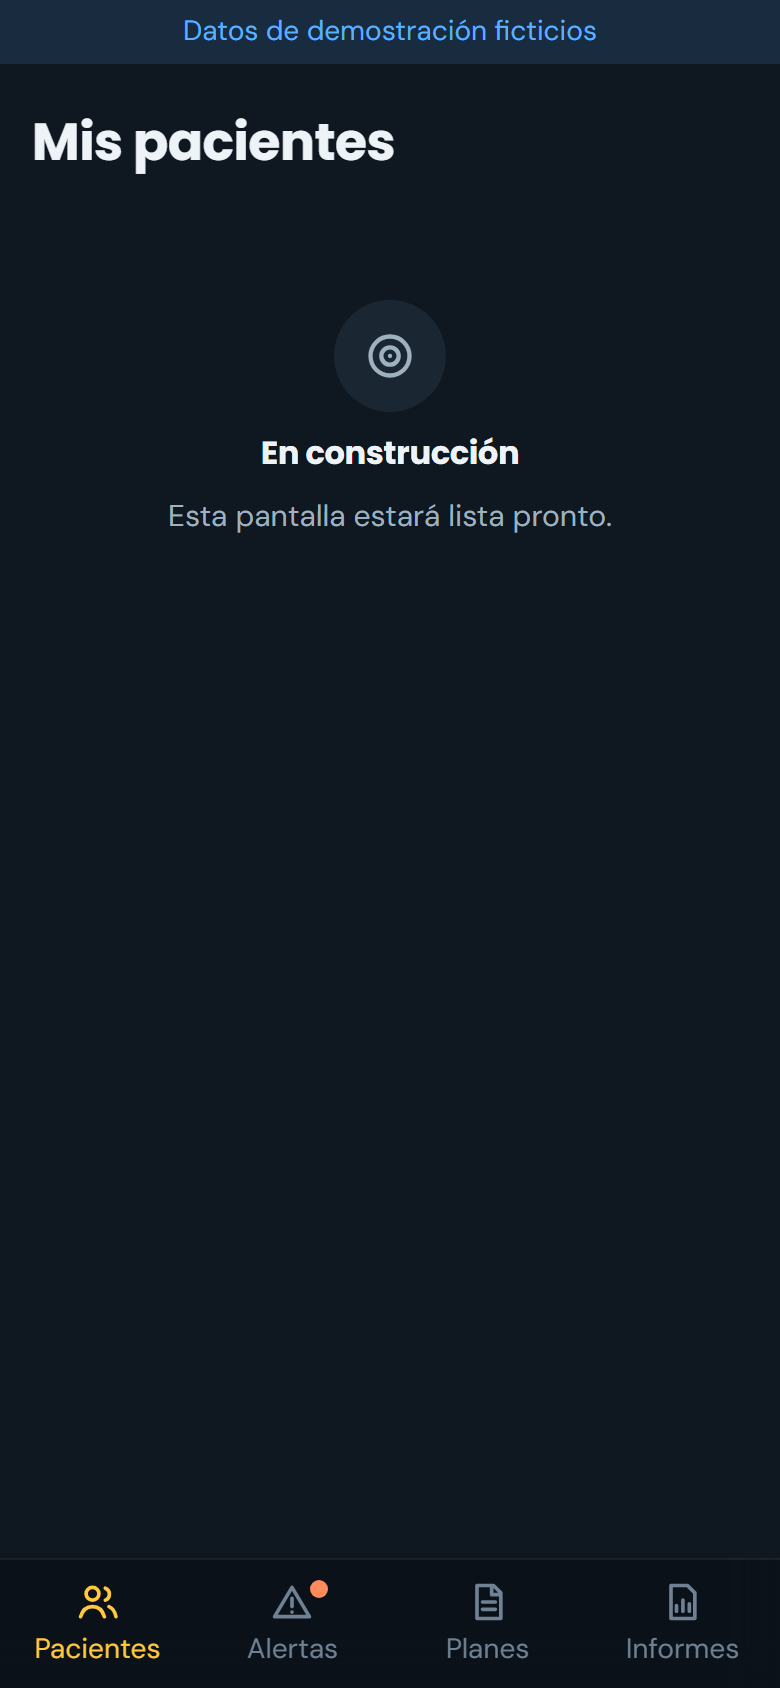 Datos de demostración ficticios
Mis pacientes
En construcción
Esta pantalla estará lista pronto.
Pacientes
Alertas
Planes
Informes